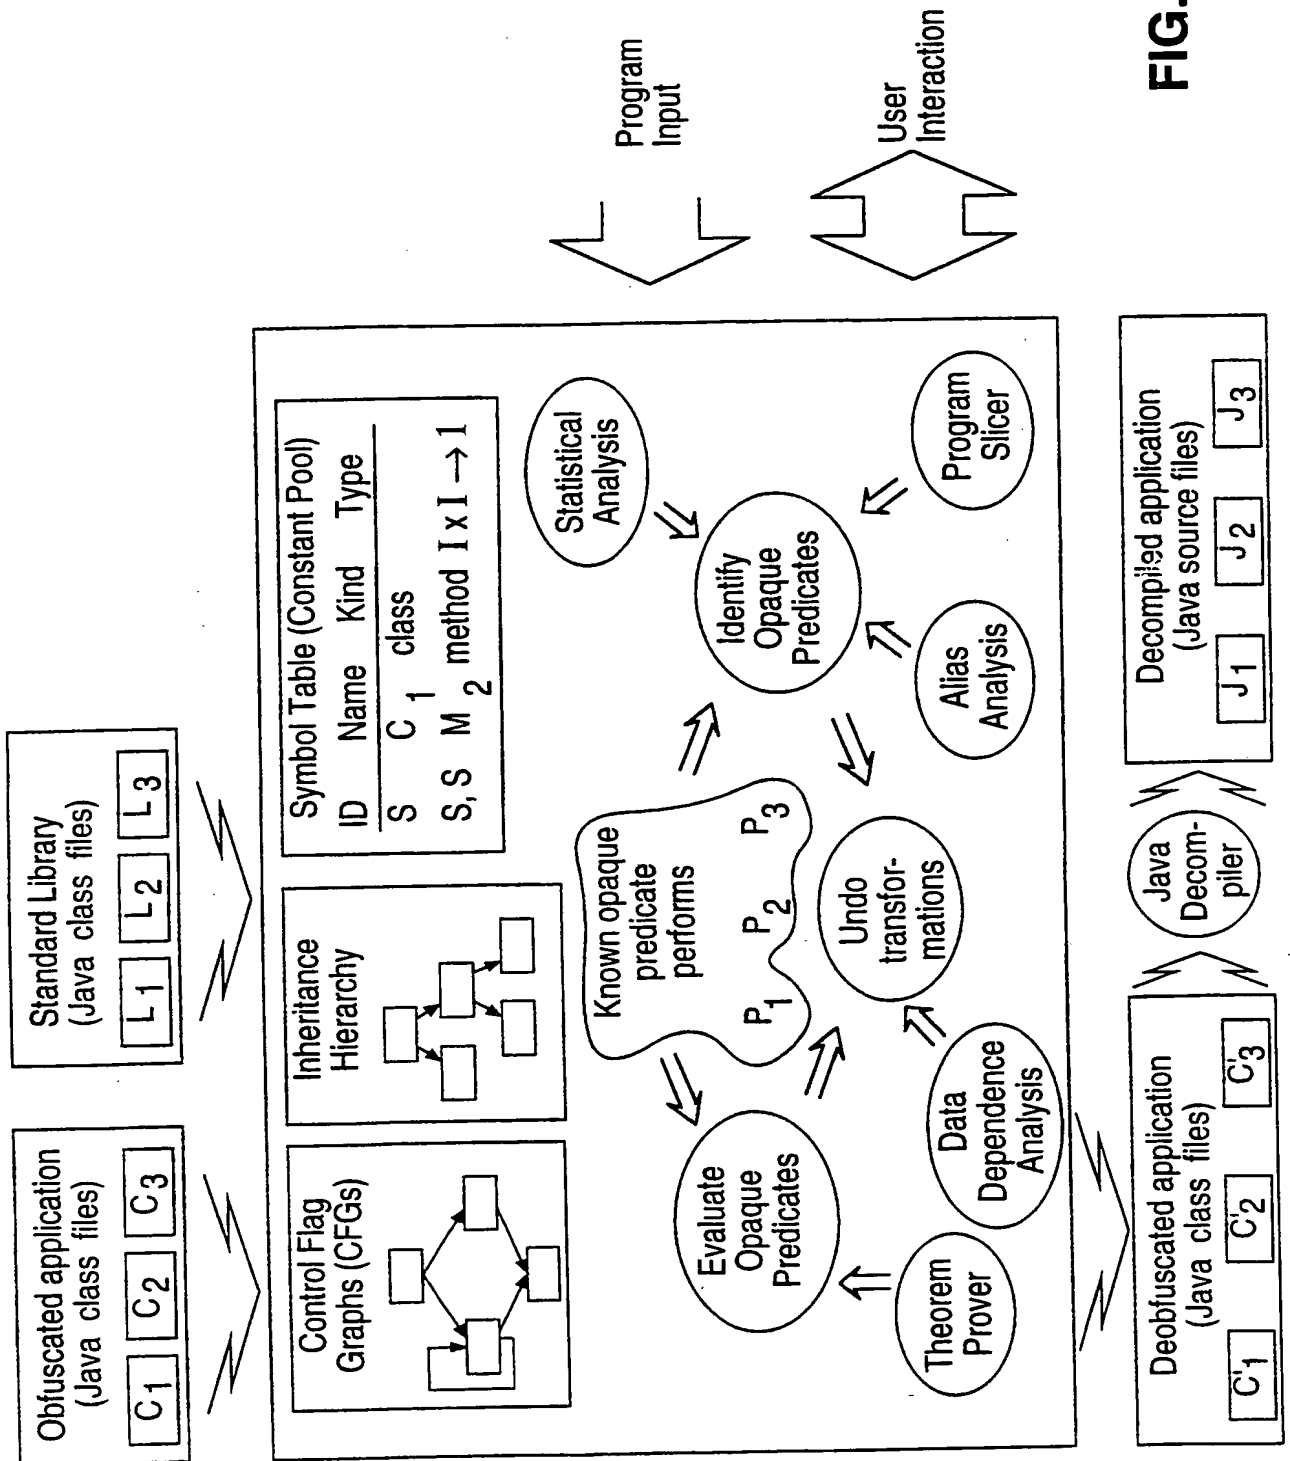 Obfuscated application
(Java class files)
C1 C2 C3
Standard Library
(Java class files)
L1 L2 L3
Control Flag
Graphs (CFGs)
Inheritance
Hierarchy
Symbol Table (Constant Pool)
ID Name Kind Type
S C1 class
S, S M2 method I x I → 1
Known opaque
predicate
performs
P1 P2 P3
Statistical
Analysis
Evaluate
Opaque
Predicates
Identify
Opaque
Predicates
Undo
transfor-
mations
Theorem
Prover
Data
Dependence
Analysis
Alias
Analysis
Program
Slicer
Program
Input
User
Interaction
Deobfuscated application
(Java class files)
C'1 C'2 C'3
Java
Decom-
piler
Decompiled application
(Java source files)
J1 J2 J3
FIG.